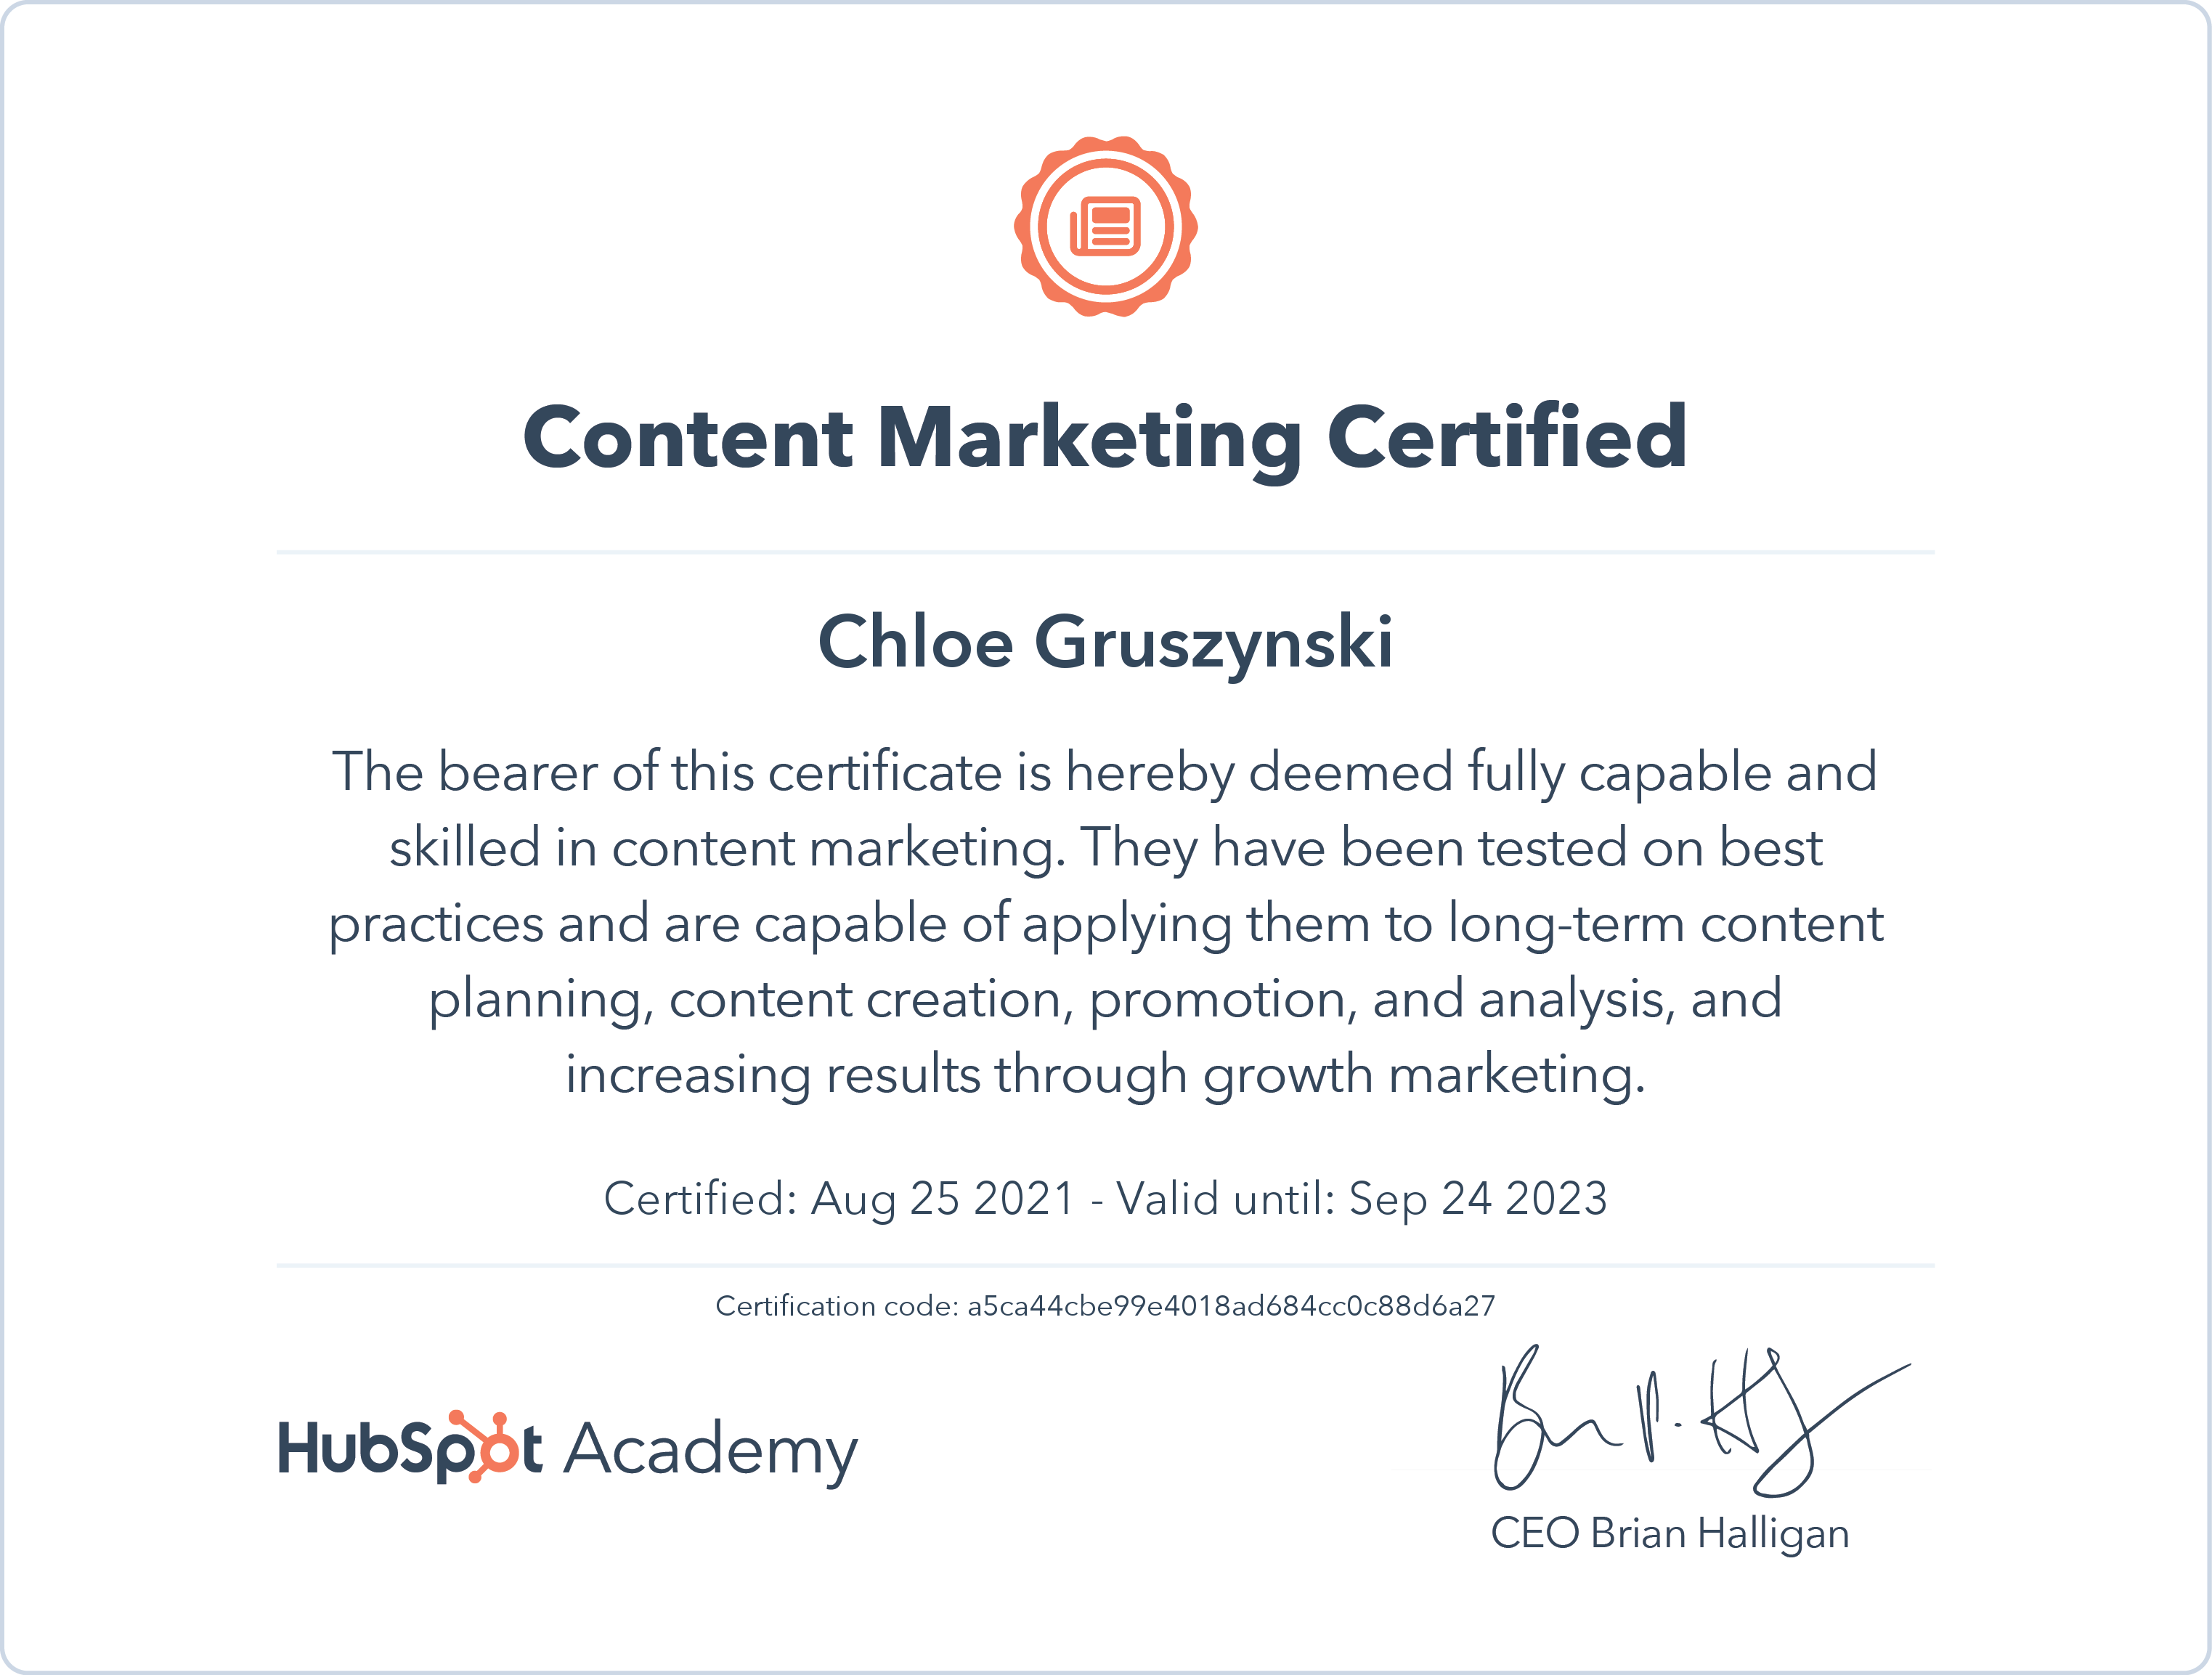 Content Marketing Certified
Chloe Gruszynski
The bearer of this certificate is hereby deemed fully capable and
skilled in content marketing. They have been tested on best
practices and are capable of applying them to long-term content
planning, content creation, promotion, and analysis, and
increasing results through growth marketing.
Certified: Aug 25 2021 - Valid until: Sep 24 2023
Certification code: a5ca44cbe99e4018ad684cc0c88d6a27
HubSpot Academy
CEO Brian Halligan